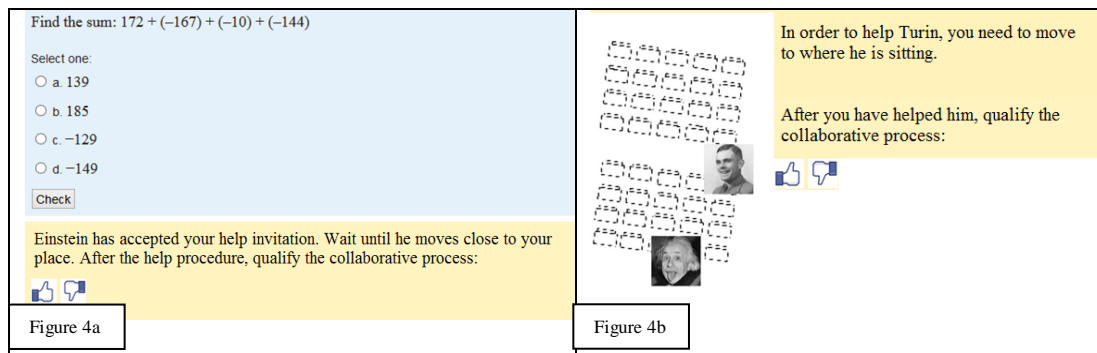 Find the sum: 172 + (−167) + (−10) + (−144)
Select one:
a. 139
b. 185
c. −129
d. −149
Check
Einstein has accepted your help invitation. Wait until he moves close to your
place. After the help procedure, qualify the collaborative process:
Figure 4a
In order to help Turin, you need to move
to where he is sitting.
After you have helped him, qualify the
collaborative process:
Figure 4b